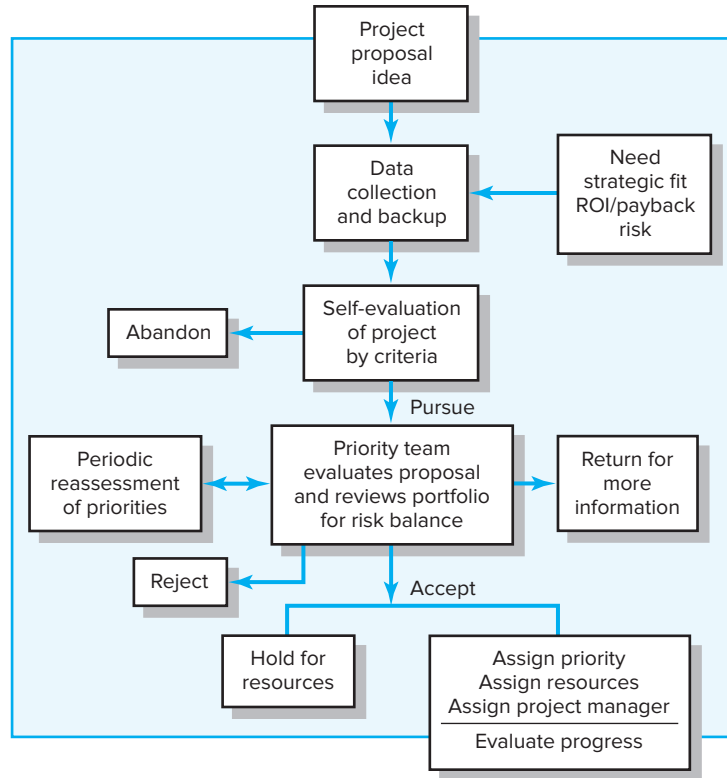 Project
proposal
idea
Data
collection
and backup
Need
strategic fit
ROI/payback
risk
Self-evaluation
of project
by criteria
Abandon
Pursue
Periodic
reassessment
of priorities
Priority team
evaluates proposal
and reviews portfolio
for risk balance
Return for
more
information
Reject
Accept
Hold for
resources
Assign priority
Assign resources
Assign project manager
Evaluate progress